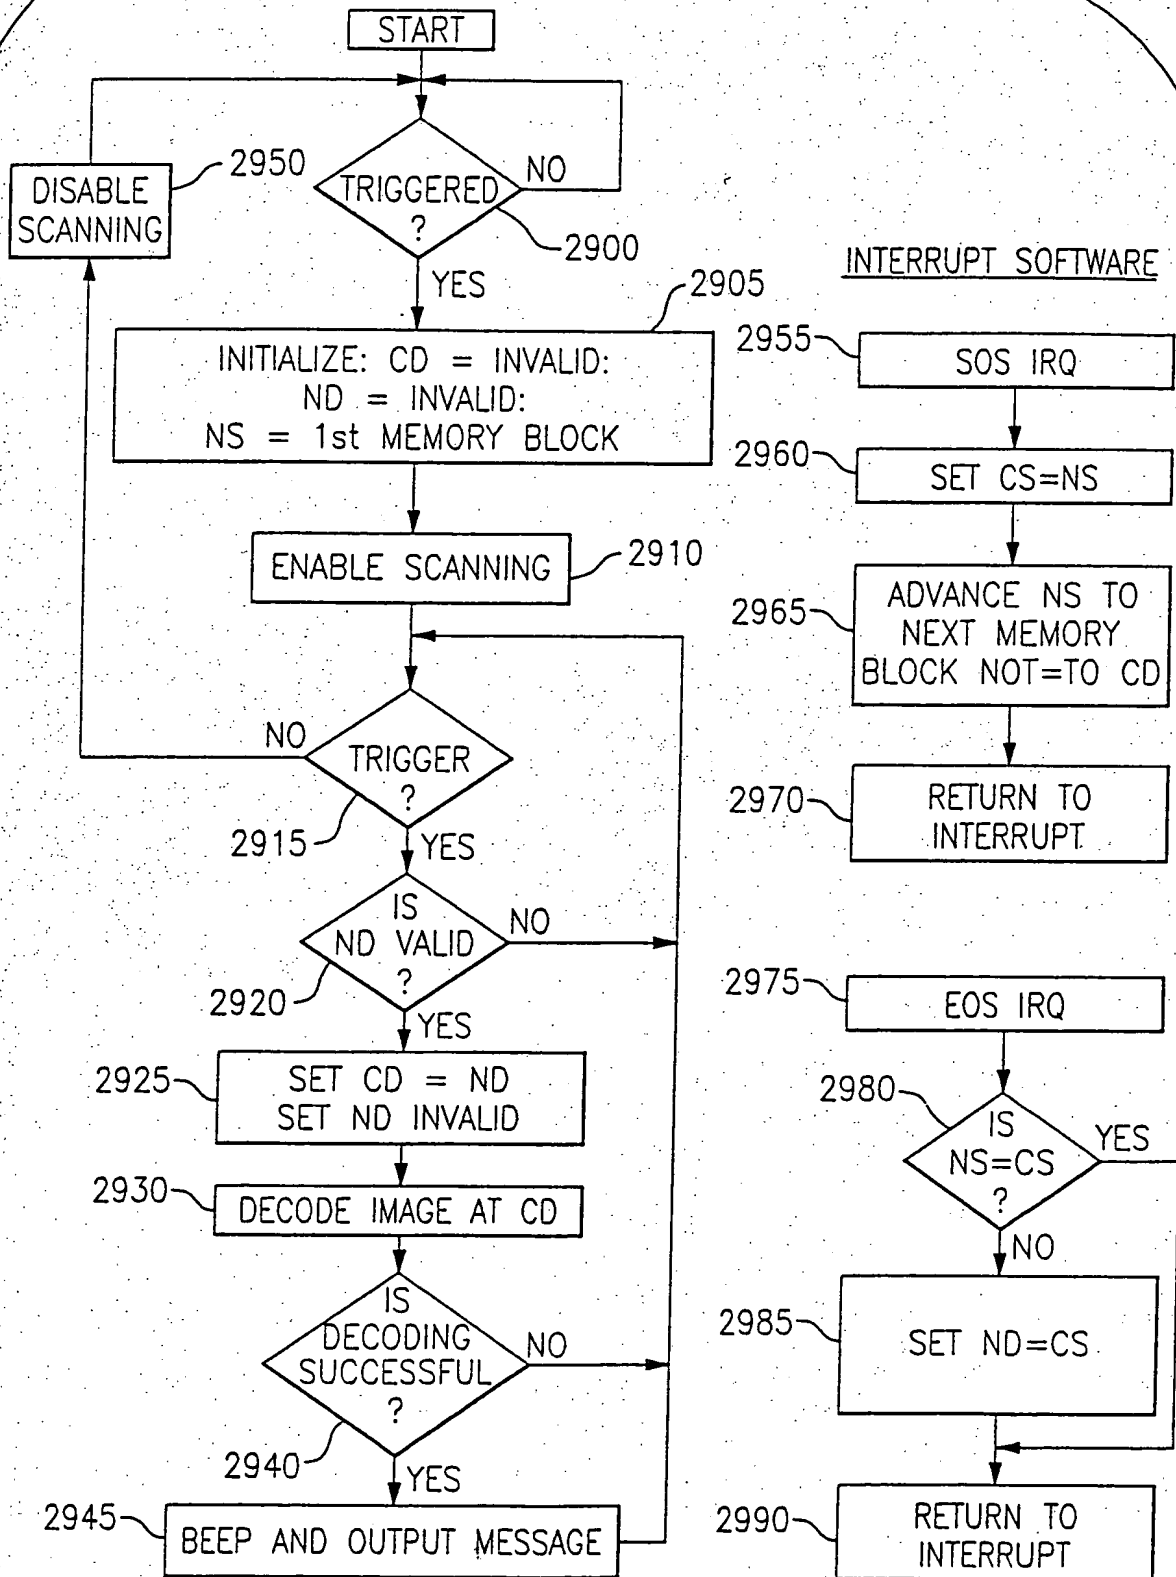 START
TRIGGERED
?
NO
2900
YES
2950
DISABLE
SCANNING
2905
INITIALIZE: CD = INVALID:
ND = INVALID:
NS = 1st MEMORY BLOCK
ENABLE SCANNING
2910
NO
TRIGGER
?
2915
YES
IS
ND VALID
?
NO
2920
YES
2925
SET CD = ND
SET ND INVALID
2930
DECODE IMAGE AT CD
IS
DECODING
SUCCESSFUL
?
NO
2940
YES
2945
BEEP AND OUTPUT MESSAGE
INTERRUPT SOFTWARE
2955
SOS IRQ
2960
SET CS=NS
2965
ADVANCE NS TO
NEXT MEMORY
BLOCK NOT=TO CD
2970
RETURN TO
INTERRUPT
2975
EOS IRQ
2980
IS
NS=CS
?
YES
NO
2985
SET ND=CS
2990
RETURN TO
INTERRUPT